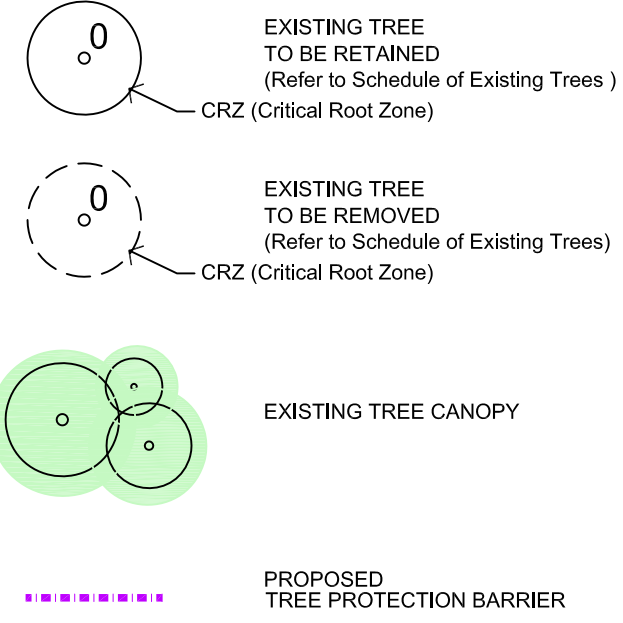 0
EXISTING TREE
TO BE RETAINED
(Refer to Schedule of Existing Trees )
CRZ (Critical Root Zone)
0
EXISTING TREE
TO BE REMOVED
(Refer to Schedule of Existing Trees)
CRZ (Critical Root Zone)
EXISTING TREE CANOPY
PROPOSED
TREE PROTECTION BARRIER